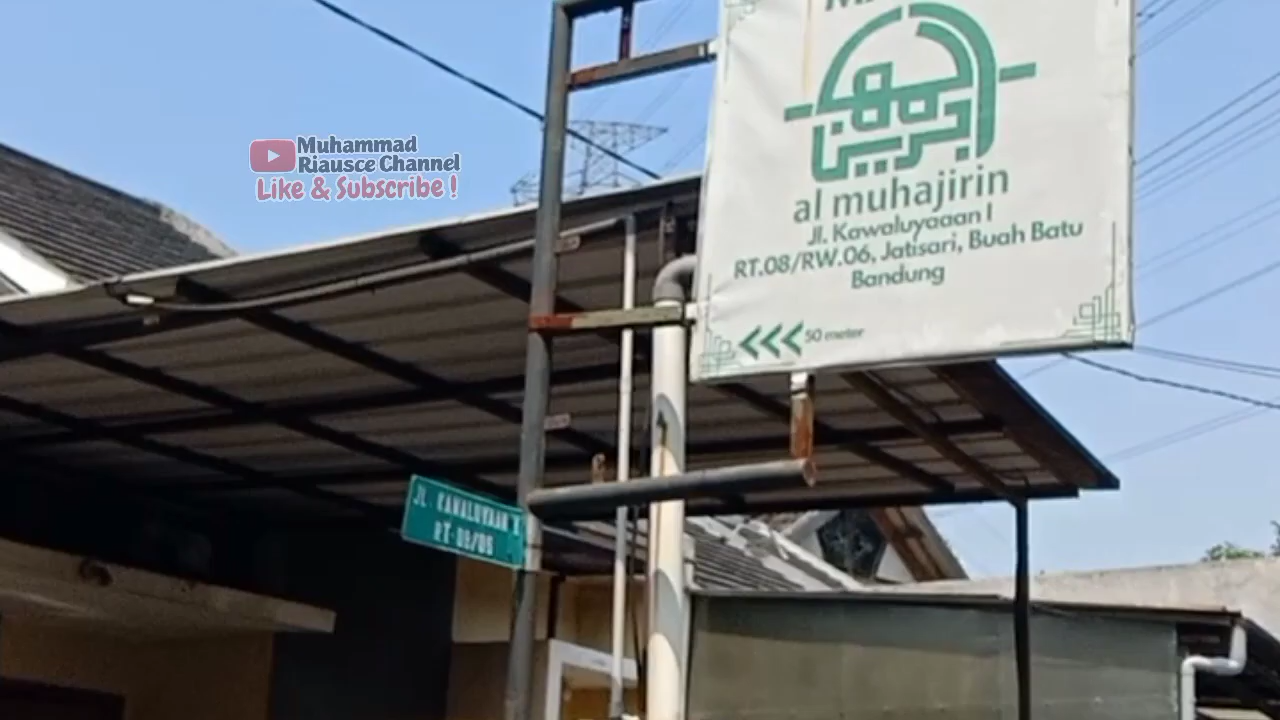 Muhammad
Riausce Channel
Like & Subscribe !
المهاجرين
al muhajirin
Jl. Kawaluyaaan I
RT.08/RW.06, Jatisari, Buah Batu
Bandung
50 meter
JL. KAWALUYAAN
RT 08/06